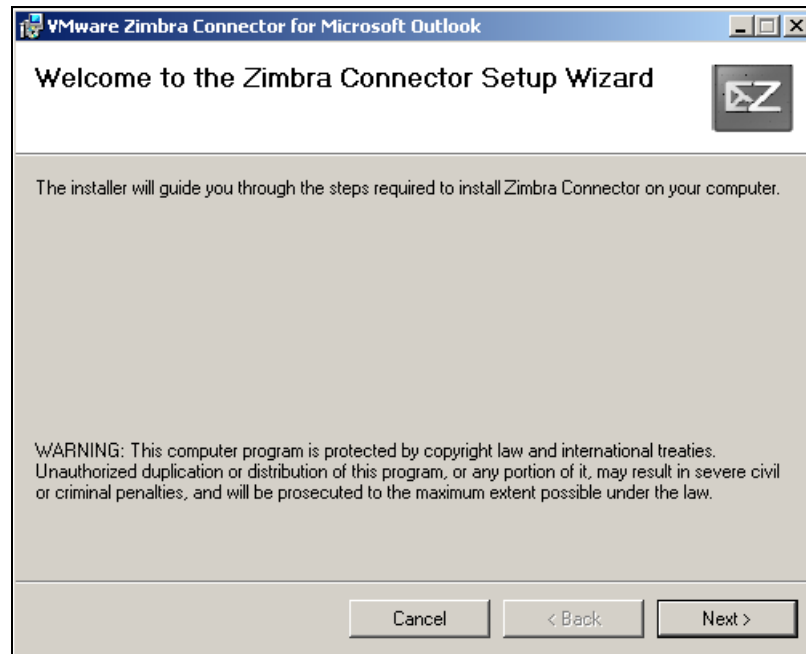 VMware Zimbra Connector for Microsoft Outlook
Welcome to the Zimbra Connector Setup Wizard
Z
The installer will guide you through the steps required to install Zimbra Connector on your computer.
WARNING: This computer program is protected by copyright law and international treaties.
Unauthorized duplication or distribution of this program, or any portion of it, may result in severe civil
or criminal penalties, and will be prosecuted to the maximum extent possible under the law.
Cancel < Back Next >